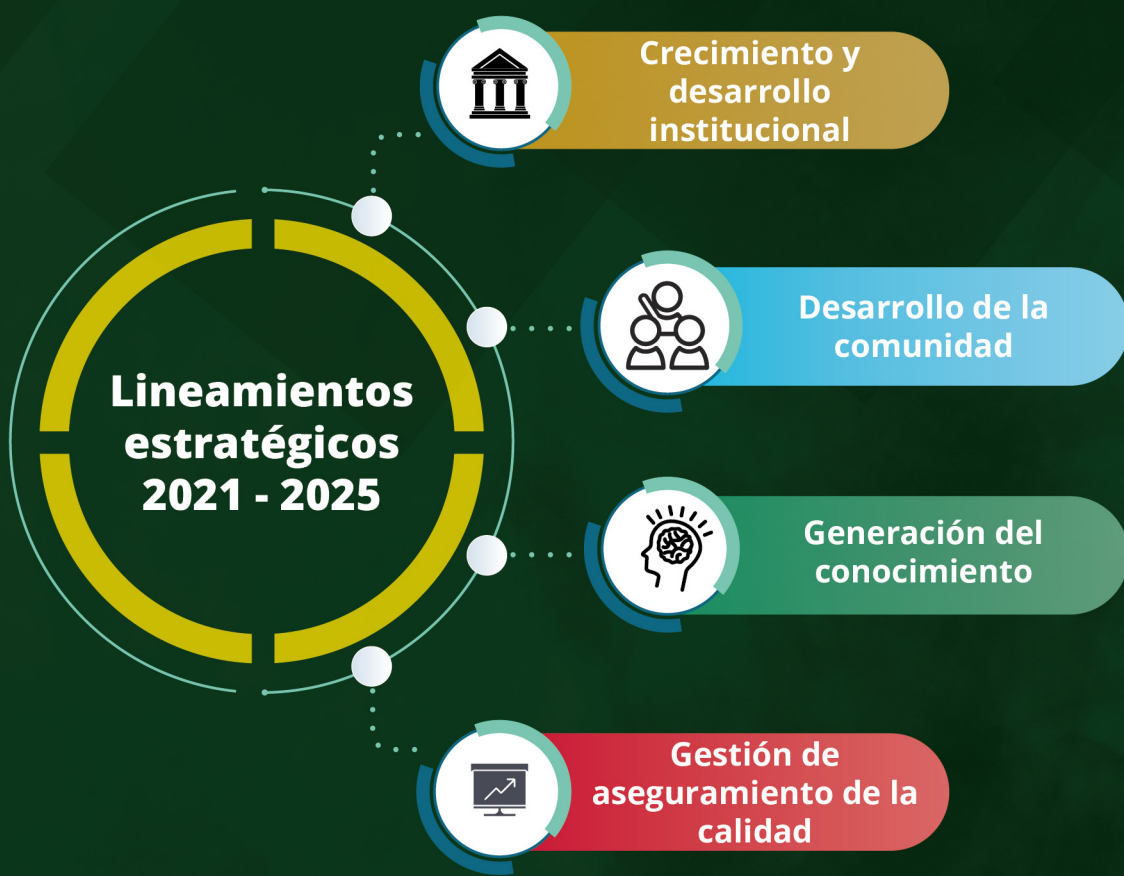 Crecimiento y
desarrollo
institucional
Desarrollo de la
comunidad
Lineamientos
estratégicos
2021 - 2025
Generación del
conocimiento
Gestión de
aseguramiento de la
calidad